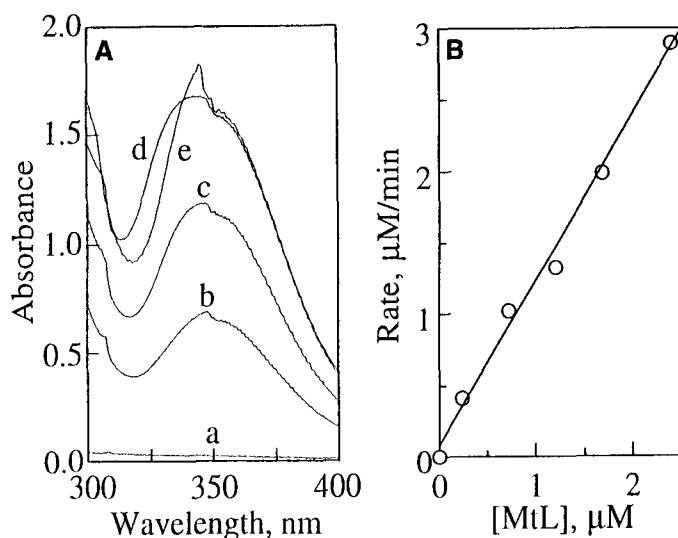 A
B
2.0
1.5
1.0
0.5
0.0
Absorbance
d
e
c
b
a
300
350
400
Wavelength, nm
3
2
1
0
Rate, μM/min
0
1
2
[MtL], μM